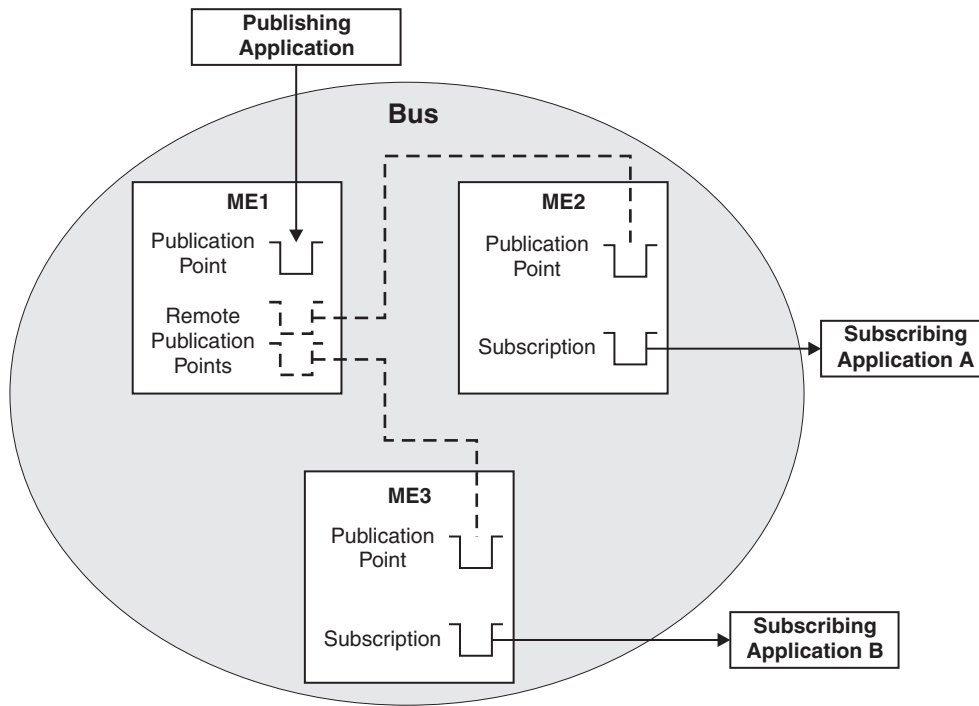 Publishing
Application
Bus
ME1
Publication
Point
Remote
Publication
Points
ME2
Publication
Point
Subscription
Subscribing
Application A
ME3
Publication
Point
Subscription
Subscribing
Application B